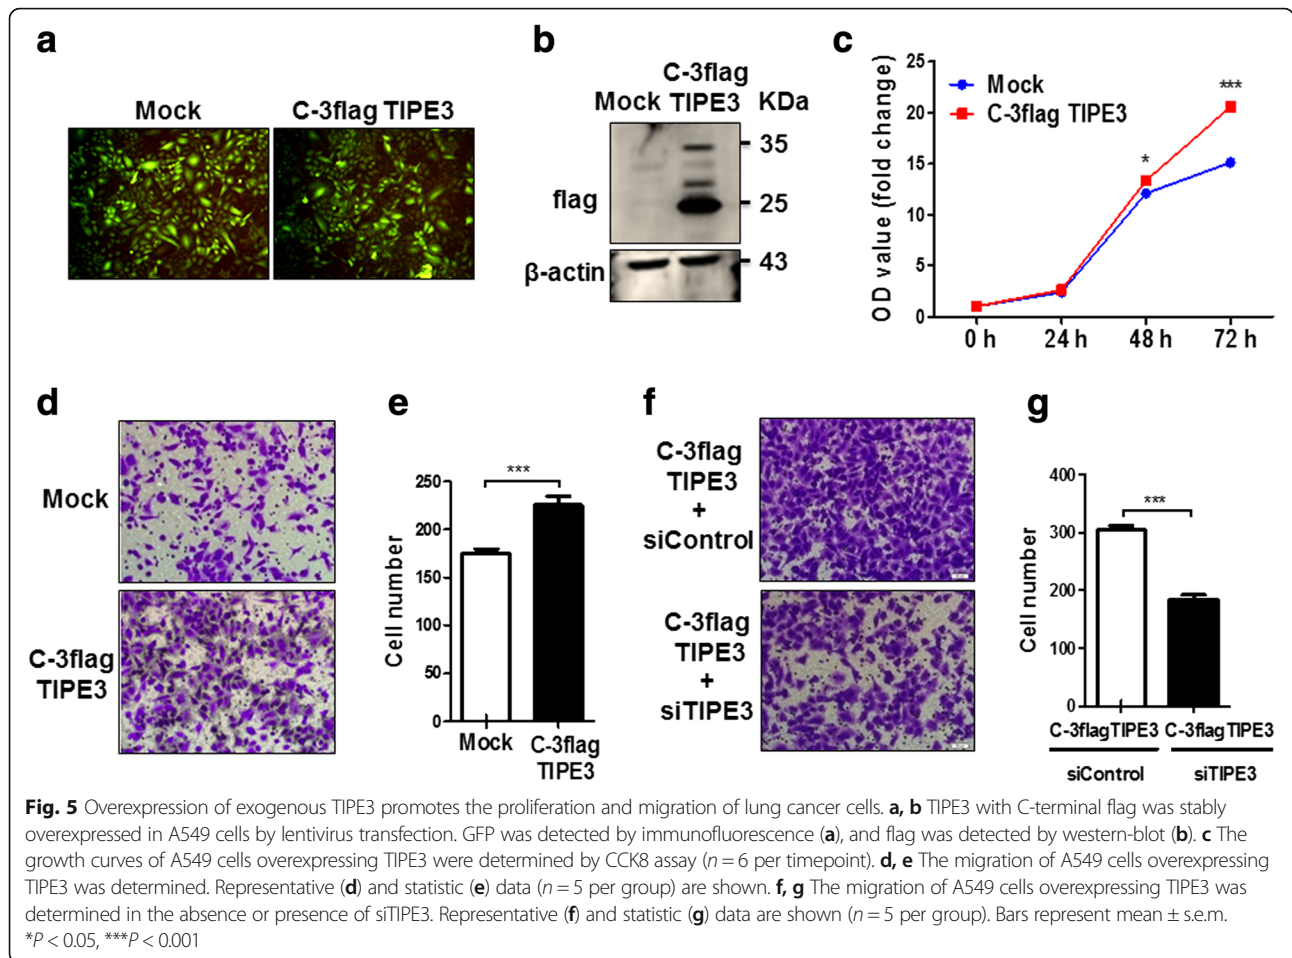 a
Mock
C-3flag TIPE3
b
C-3flag
Mock TIPE3 KDa
35
flag
25
β-actin
43
c
OD value (fold change)
25
20
15
10
5
0
Mock
C-3flag TIPE3
*
***
0 h 24 h 48 h 72 h
d
Mock
C-3flag
TIPE3
e
Cell number
250
200
150
100
50
0
***
Mock C-3flag
TIPE3
f
C-3flag
TIPE3
+
siControl
C-3flag
TIPE3
+
siTIPE3
g
Cell number
400
300
200
100
0
***
C-3flagTIPE3 C-3flagTIPE3
siControl siTIPE3
Fig. 5 Overexpression of exogenous TIPE3 promotes the proliferation and migration of lung cancer cells. a, b TIPE3 with C-terminal flag was stably
overexpressed in A549 cells by lentivirus transfection. GFP was detected by immunofluorescence (a), and flag was detected by western-blot (b). c The
growth curves of A549 cells overexpressing TIPE3 were determined by CCK8 assay (n = 6 per timepoint). d, e The migration of A549 cells overexpressing
TIPE3 was determined. Representative (d) and statistic (e) data (n = 5 per group) are shown. f, g The migration of A549 cells overexpressing TIPE3 was
determined in the absence or presence of siTIPE3. Representative (f) and statistic (g) data are shown (n = 5 per group). Bars represent mean ± s.e.m.
*P < 0.05, ***P < 0.001